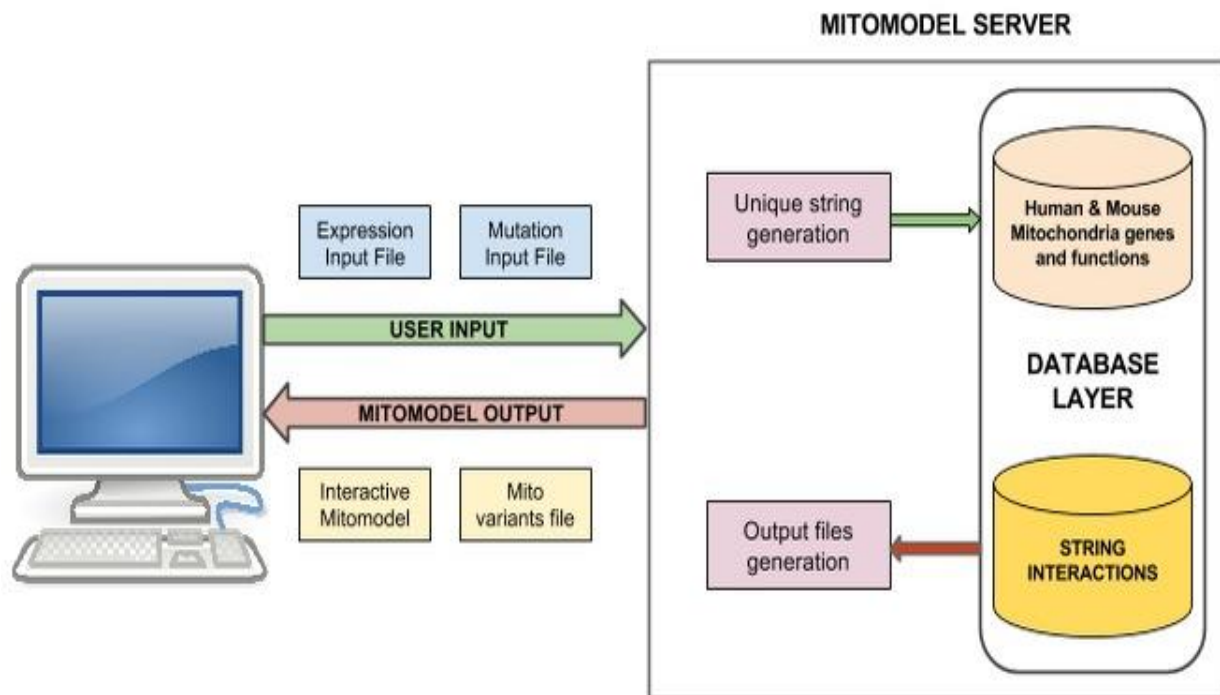 MITOMODEL SERVER
Expression
Input File
Mutation
Input File
USER INPUT
MITOMODEL OUTPUT
Interactive
Mitomodel
Mito
variants file
Unique string
generation
Human & Mouse
Mitochondria genes
and functions
DATABASE
LAYER
Output files
generation
STRING
INTERACTIONS